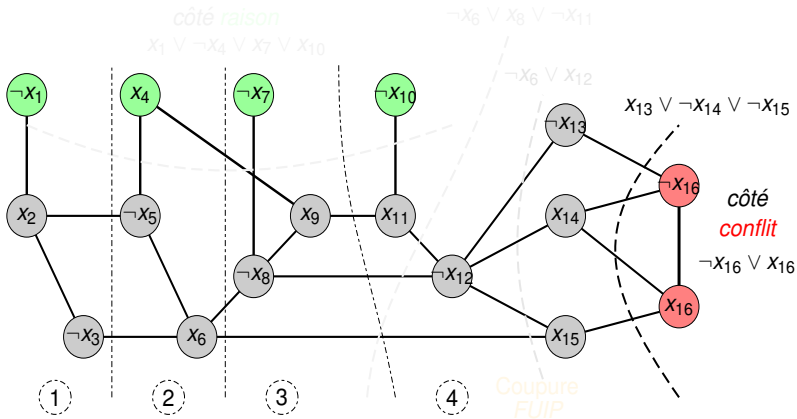 côté raison
¬x6 ∨ x8 ∨ ¬x11
x1 ∨ ¬x4 ∨ x7 ∨ x10
¬x6 ∨ x12
¬x1
x4
¬x7
¬x10
¬x13
x13 ∨ ¬x14 ∨ ¬x15
¬x16
x2
¬x5
x9
x11
x14
côté
conflit
¬x8
¬x12
¬x16 ∨ x16
x16
¬x3
x6
x15
1
2
3
4
Coupure
FUIP